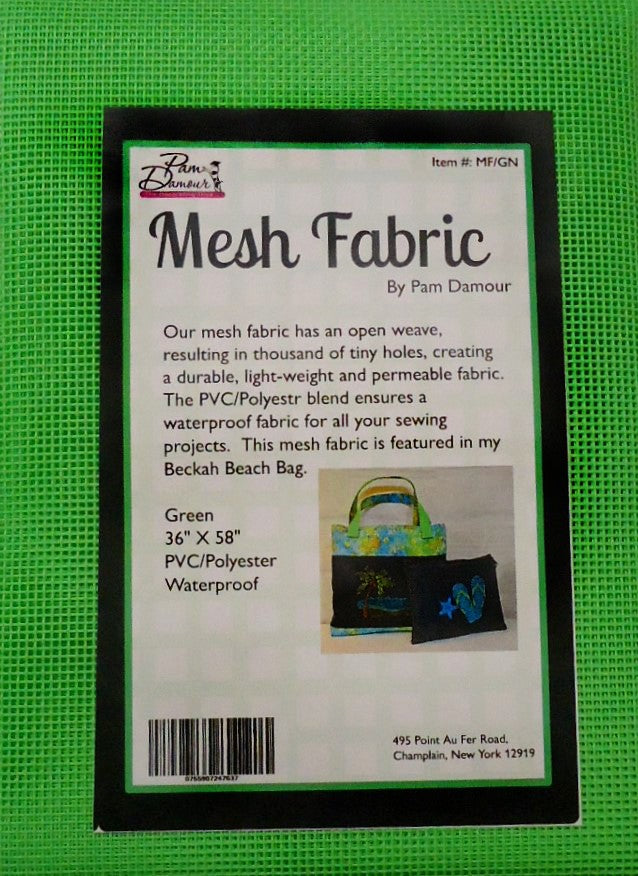 Pam
Damour
Item #: MF/GN
Mesh Fabric
By Pam Damour
Our mesh fabric has an open weave,
resulting in thousand of tiny holes, creating
a durable, light-weight and permeable fabric.
The PVC/Polyestr blend ensures a
waterproof fabric for all your sewing
projects. This mesh fabric is featured in my
Beckah Beach Bag.
Green
36" X 58"
PVC/Polyester
Waterproof
495 Point Au Fer Road,
Champlain, New York 12919